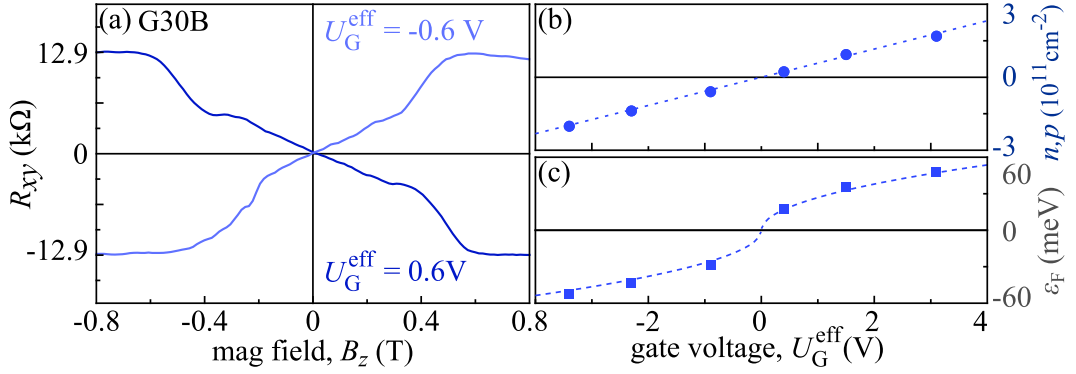 (a) G30B
U_G^eff = -0.6 V
U_G^eff = 0.6V
12.9
0
-12.9
R_xy (kΩ)
-0.8
-0.4
0
0.4
0.8
mag field, B_z (T)
(b)
3
0
-3
n,p (10^11 cm^-2)
(c)
60
0
-60
ε_F (meV)
-2
0
2
4
gate voltage, U_G^eff(V)